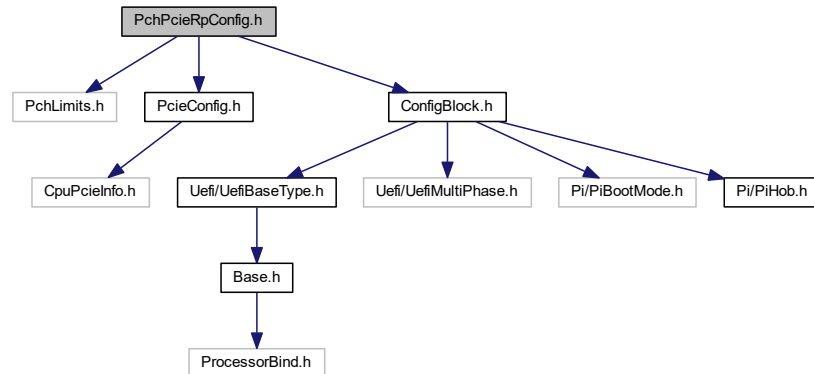 PchPcieRpConfig.h
PchLimits.h
PcieConfig.h
ConfigBlock.h
CpuPcieInfo.h
Uefi/UefiBaseType.h
Uefi/UefiMultiPhase.h
Pi/PiBootMode.h
Pi/PiHob.h
Base.h
ProcessorBind.h